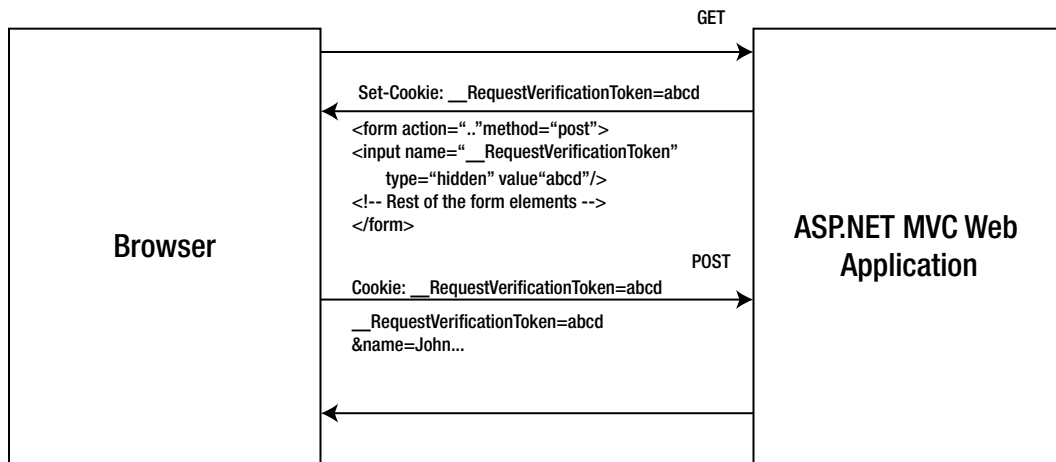 GET
Set-Cookie: __RequestVerificationToken=abcd
<form action=“..”method=“post”>
<input name=“__RequestVerificationToken”
type=“hidden” value“abcd”/>
<!-- Rest of the form elements -->
</form>
Browser
ASP.NET MVC Web
Application
POST
Cookie: __RequestVerificationToken=abcd
__RequestVerificationToken=abcd
&name=John...